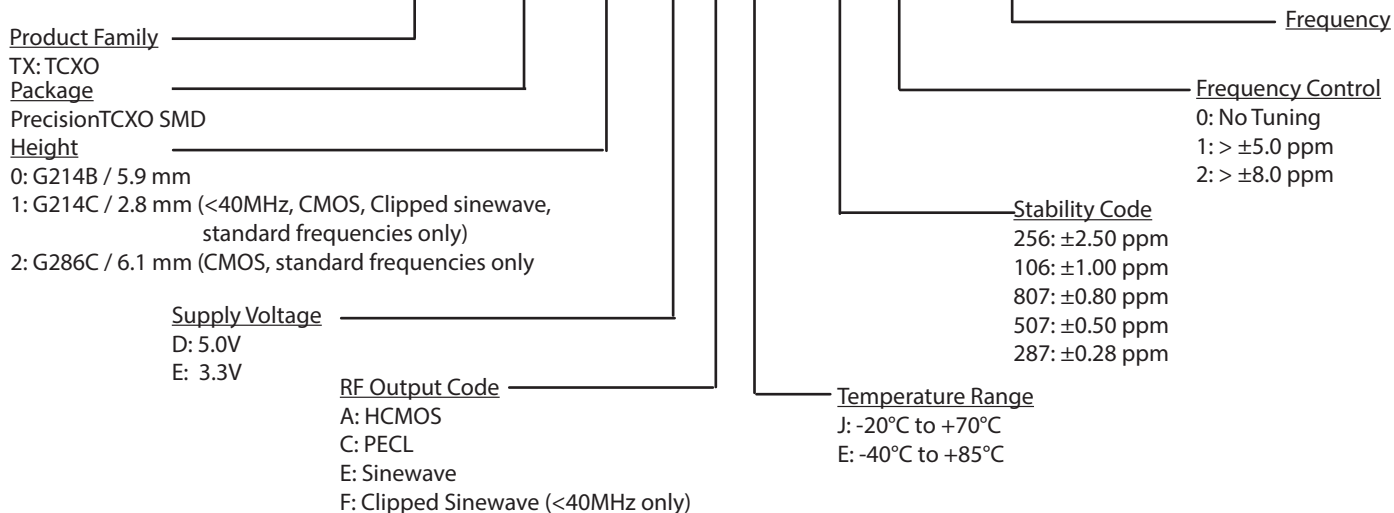 Frequency
Product Family
TX: TCXO
Package
PrecisionTCXO SMD
Height
0: G214B / 5.9 mm
1: G214C / 2.8 mm (<40MHz, CMOS, Clipped sinewave,
standard frequencies only)
2: G286C / 6.1 mm (CMOS, standard frequencies only
Frequency Control
0: No Tuning
1: > ±5.0 ppm
2: > ±8.0 ppm
Stability Code
256: ±2.50 ppm
106: ±1.00 ppm
807: ±0.80 ppm
507: ±0.50 ppm
287: ±0.28 ppm
Supply Voltage
D: 5.0V
E: 3.3V
RF Output Code
A: HCMOS
C: PECL
E: Sinewave
F: Clipped Sinewave (<40MHz only)
Temperature Range
J: -20°C to +70°C
E: -40°C to +85°C